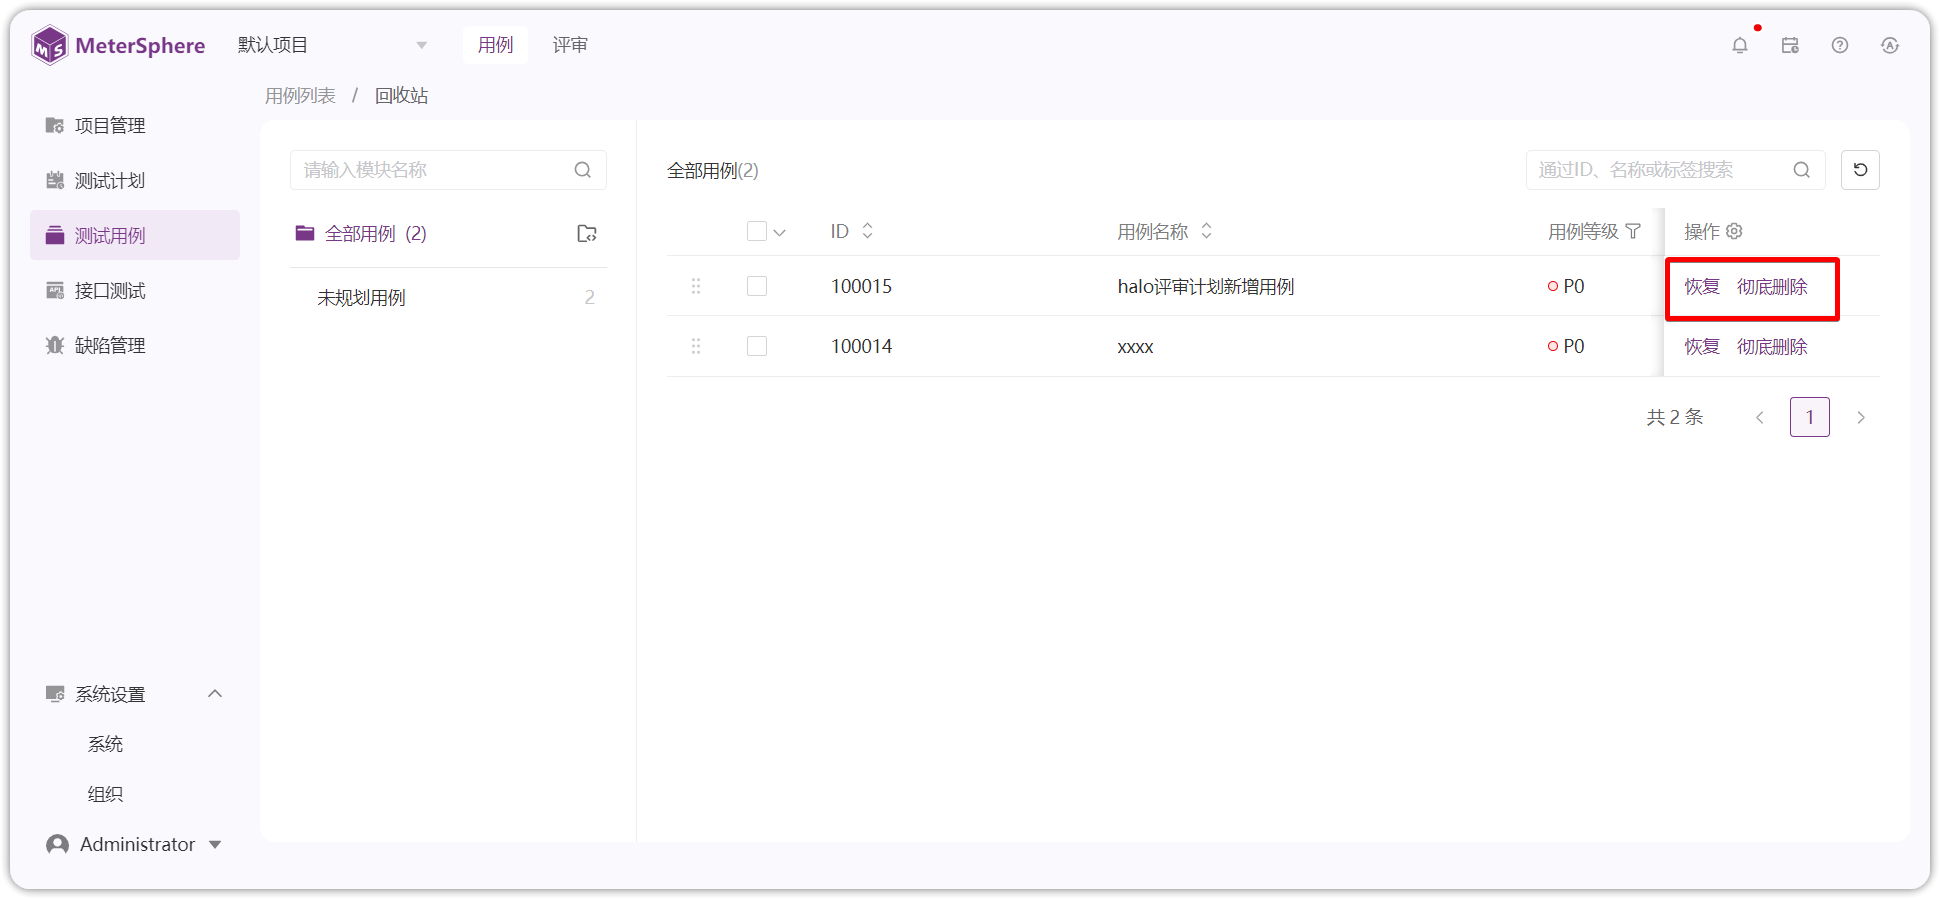 MeterSphere 默认项目 用例 评审
用例列表 / 回收站
项目管理
测试计划
测试用例
接口测试
缺陷管理
系统设置
系统
组织
Administrator
请输入模块名称
全部用例 (2)
未规划用例 2
全部用例(2) 通过ID、名称或标签搜索
ID 用例名称 用例等级 操作
100015 halo评审计划新增用例 P0 恢复 彻底删除
100014 xxxx P0 恢复 彻底删除
共 2 条 1